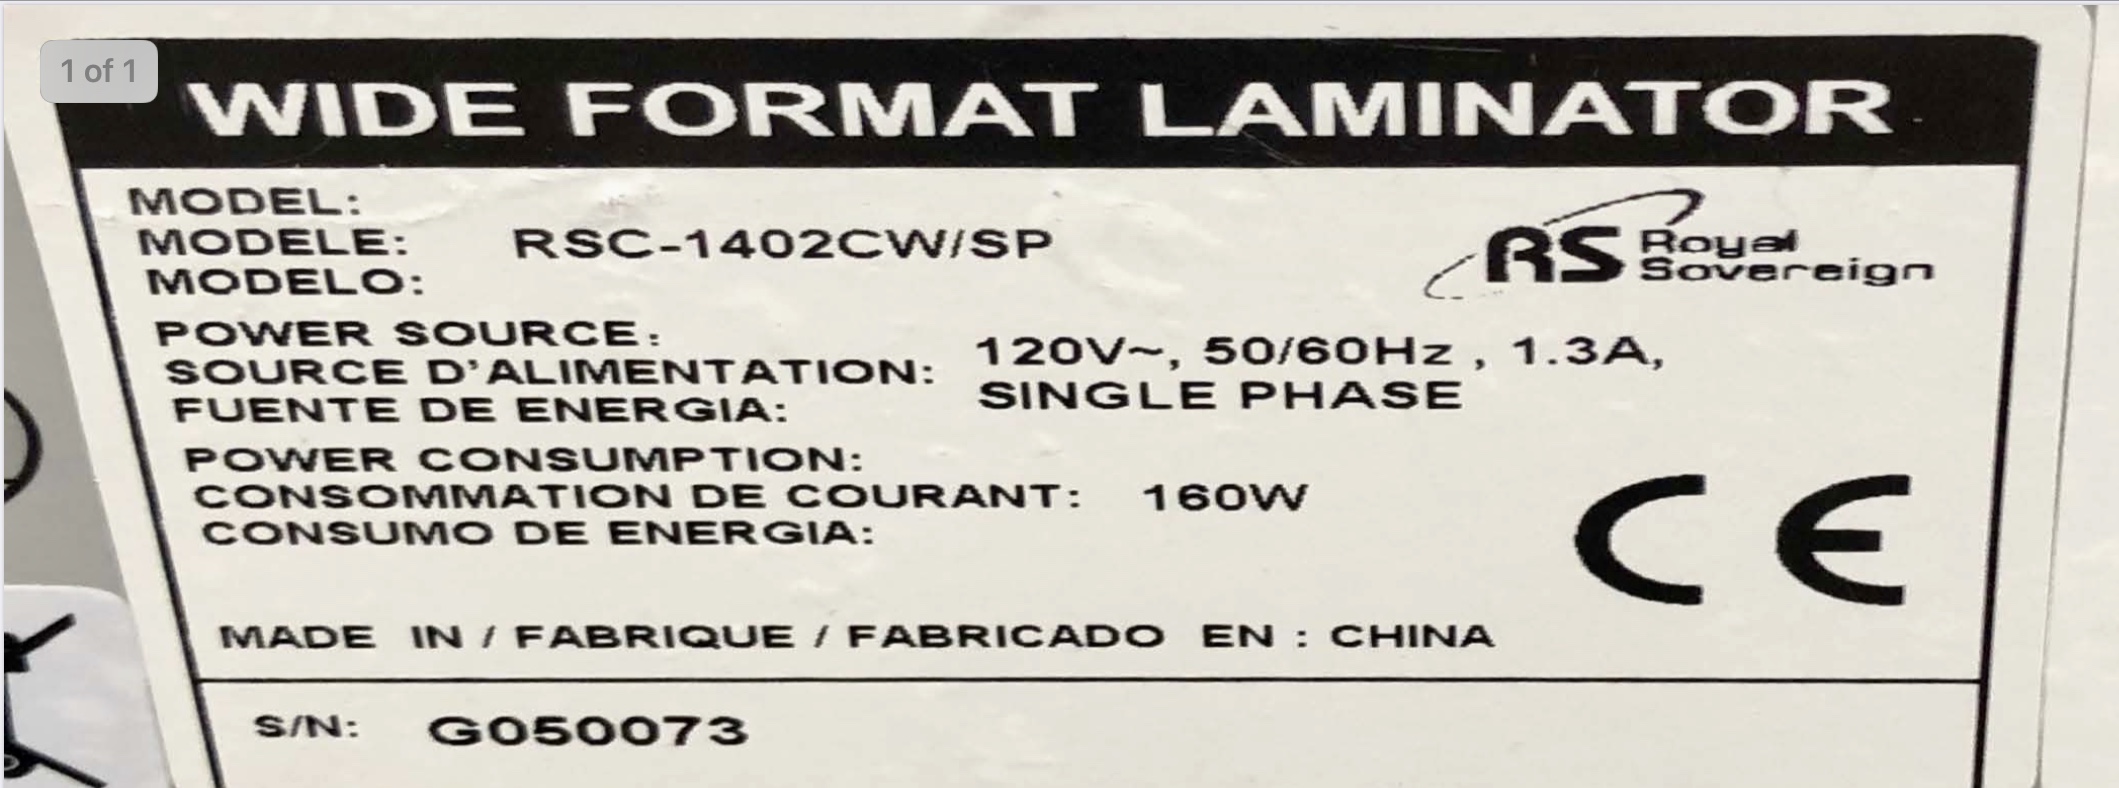 1 of 1
WIDE FORMAT LAMINATOR
MODEL:
MODELE: RSC-1402CW/SP
MODELO:
RS Royal
Sovereign
POWER SOURCE:
SOURCE D'ALIMENTATION:
FUENTE DE ENERGIA:
120V~, 50/60Hz , 1.3A,
SINGLE PHASE
POWER CONSUMPTION:
CONSOMMATION DE COURANT: 160W
CONSUMO DE ENERGIA:
CE
MADE IN / FABRIQUE / FABRICADO EN : CHINA
S/N: G050073